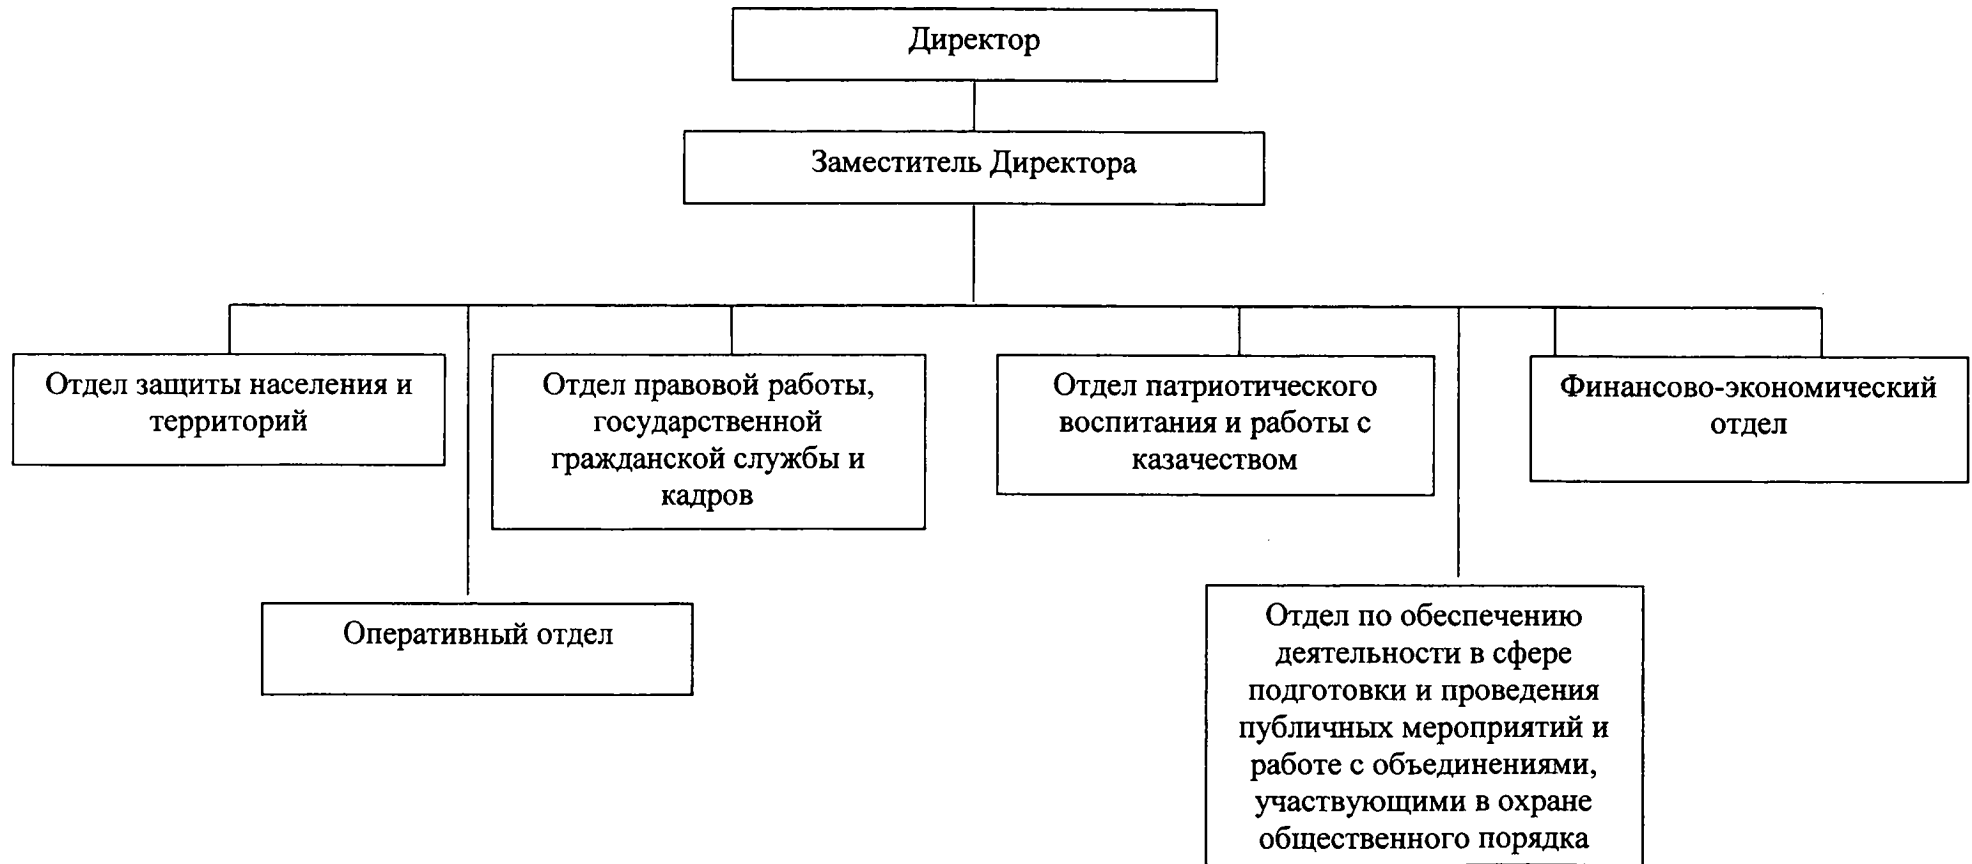 Директор
Заместитель Директора
Отдел защиты населения и
территорий
Отдел правовой работы,
государственной
гражданской службы и
кадров
Отдел патриотического
воспитания и работы с
казачеством
Финансово-экономический
отдел
Оперативный отдел
Отдел по обеспечению
деятельности в сфере
подготовки и проведения
публичных мероприятий и
работе с объединениями,
участвующими в охране
общественного порядка